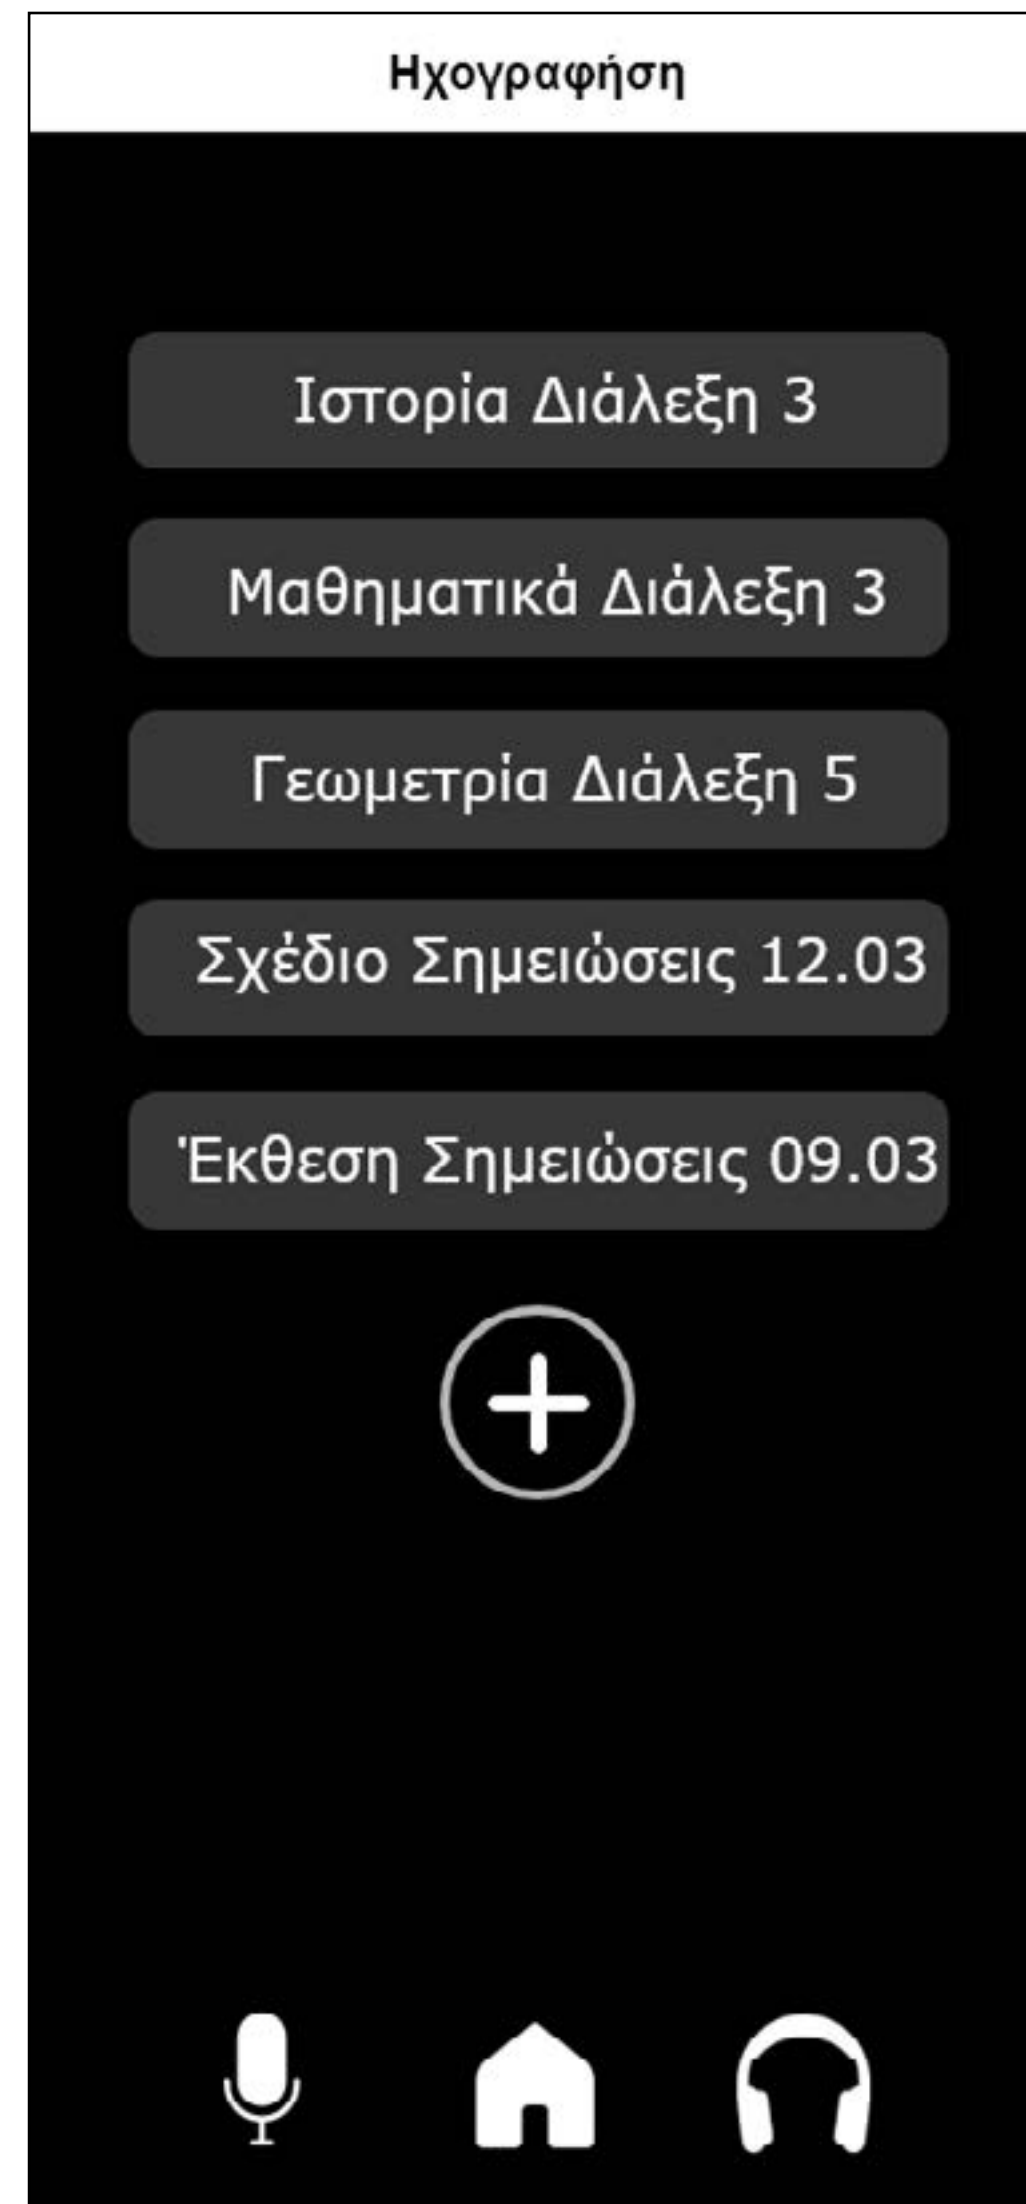 Ηχογραφήση
Ιστορία Διάλεξη 3
Μαθηματικά Διάλεξη 3
Γεωμετρία Διάλεξη 5
Σχέδιο Σημειώσεις 12.03
Έκθεση Σημειώσεις 09.03